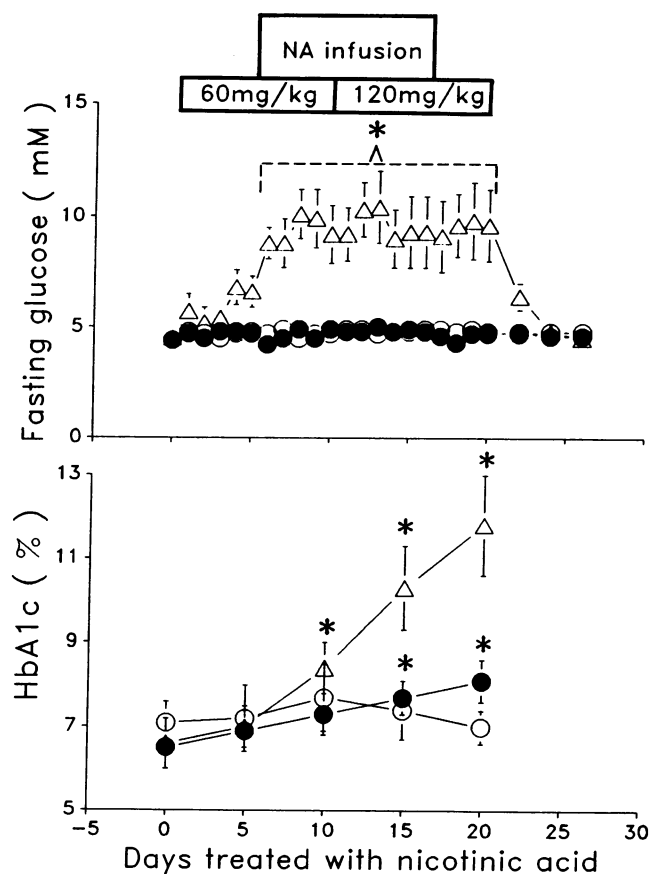 NA infusion
60mg/kg 120mg/kg
*
Fasting glucose ( mM )
15
10
5
0
HbA1c ( % )
13
11
9
7
5
* * * * *
-5 0 5 10 15 20 25 30
Days treated with nicotinic acid